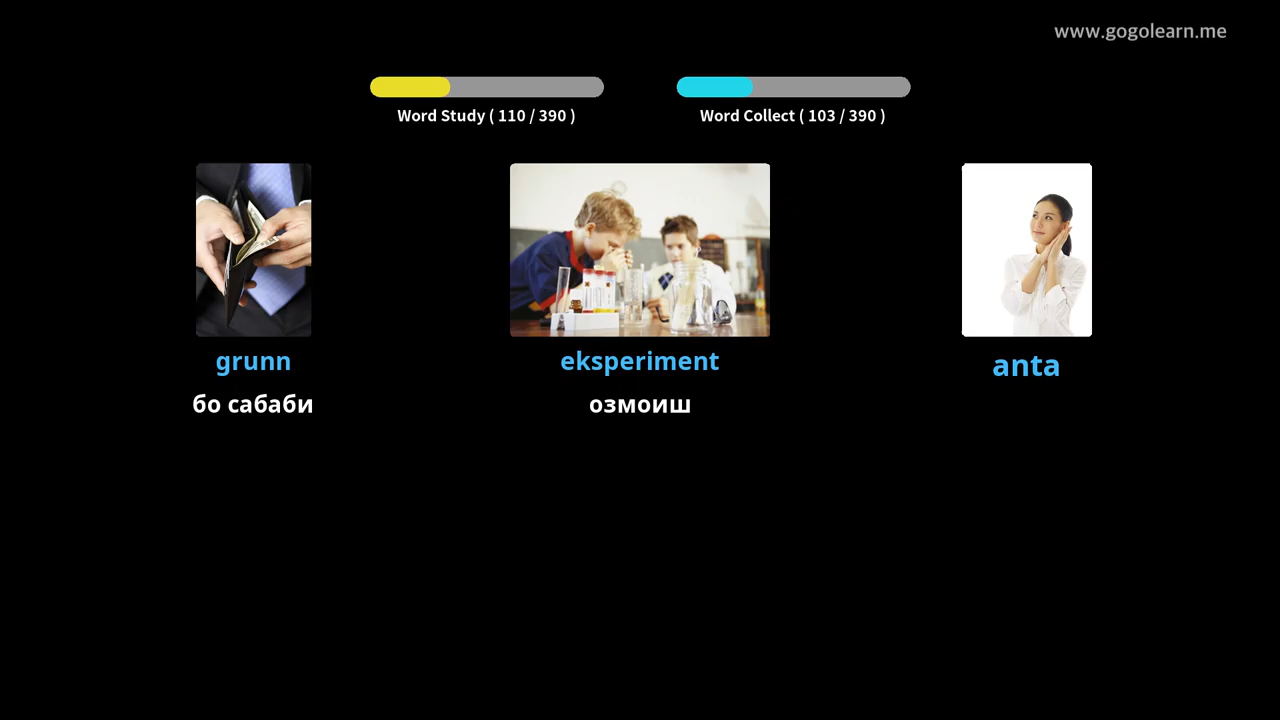 www.gogolearn.me
Word Study ( 110 / 390 )
Word Collect ( 103 / 390 )
grunn
eksperiment
anta
бо сабаби
озмоиш